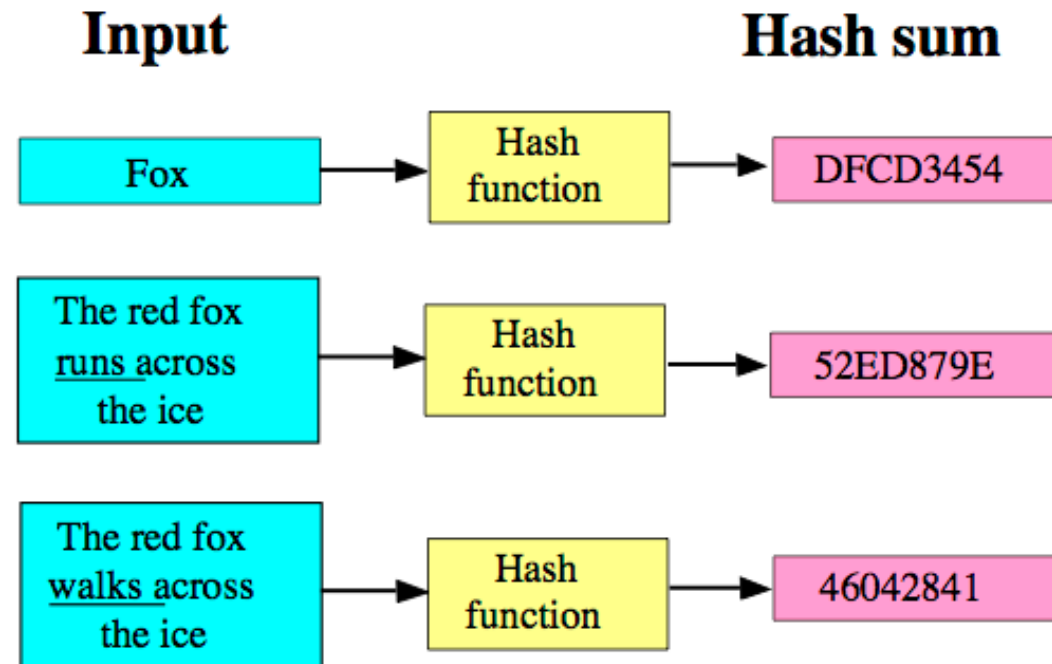 Input
Hash sum
Fox
Hash
function
DFCD3454
The red fox
runs across
the ice
Hash
function
52ED879E
The red fox
walks across
the ice
Hash
function
46042841